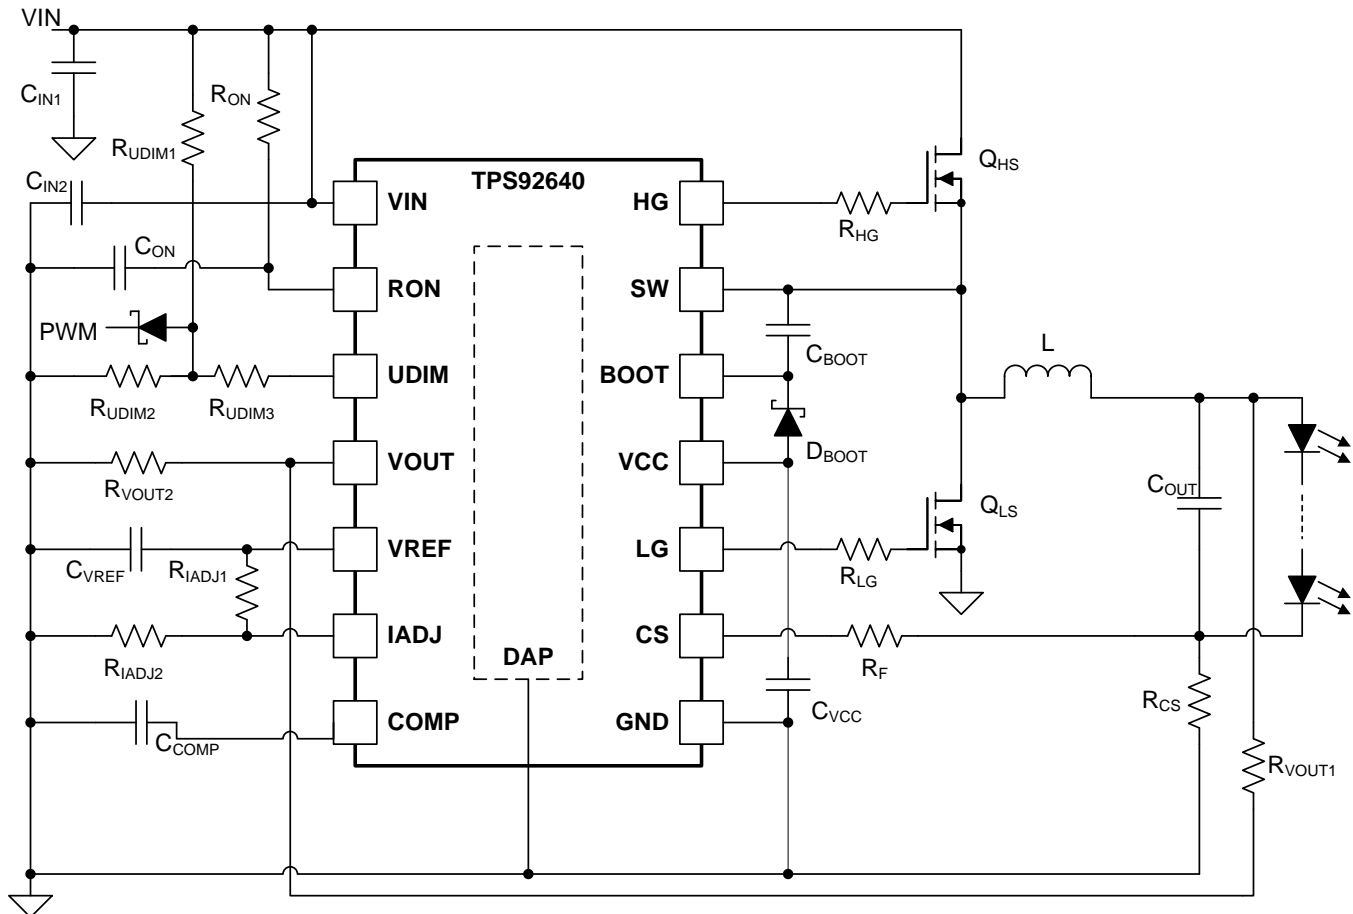 VIN
CIN1
RON
RUDIM1
TPS92640
QHS
CIN2
VIN
HG
RHG
CON
RON
SW
PWM
CBOOT
L
UDIM
BOOT
RUDIM2
RUDIM3
DBOOT
VOUT
VCC
RVOUT2
COUT
QLS
VREF
LG
CVREF
RIADJ1
RLG
IADJ
CS
DAP
RIADJ2
RF
RCS
COMP
GND
CVCC
CCOMP
RVOUT1